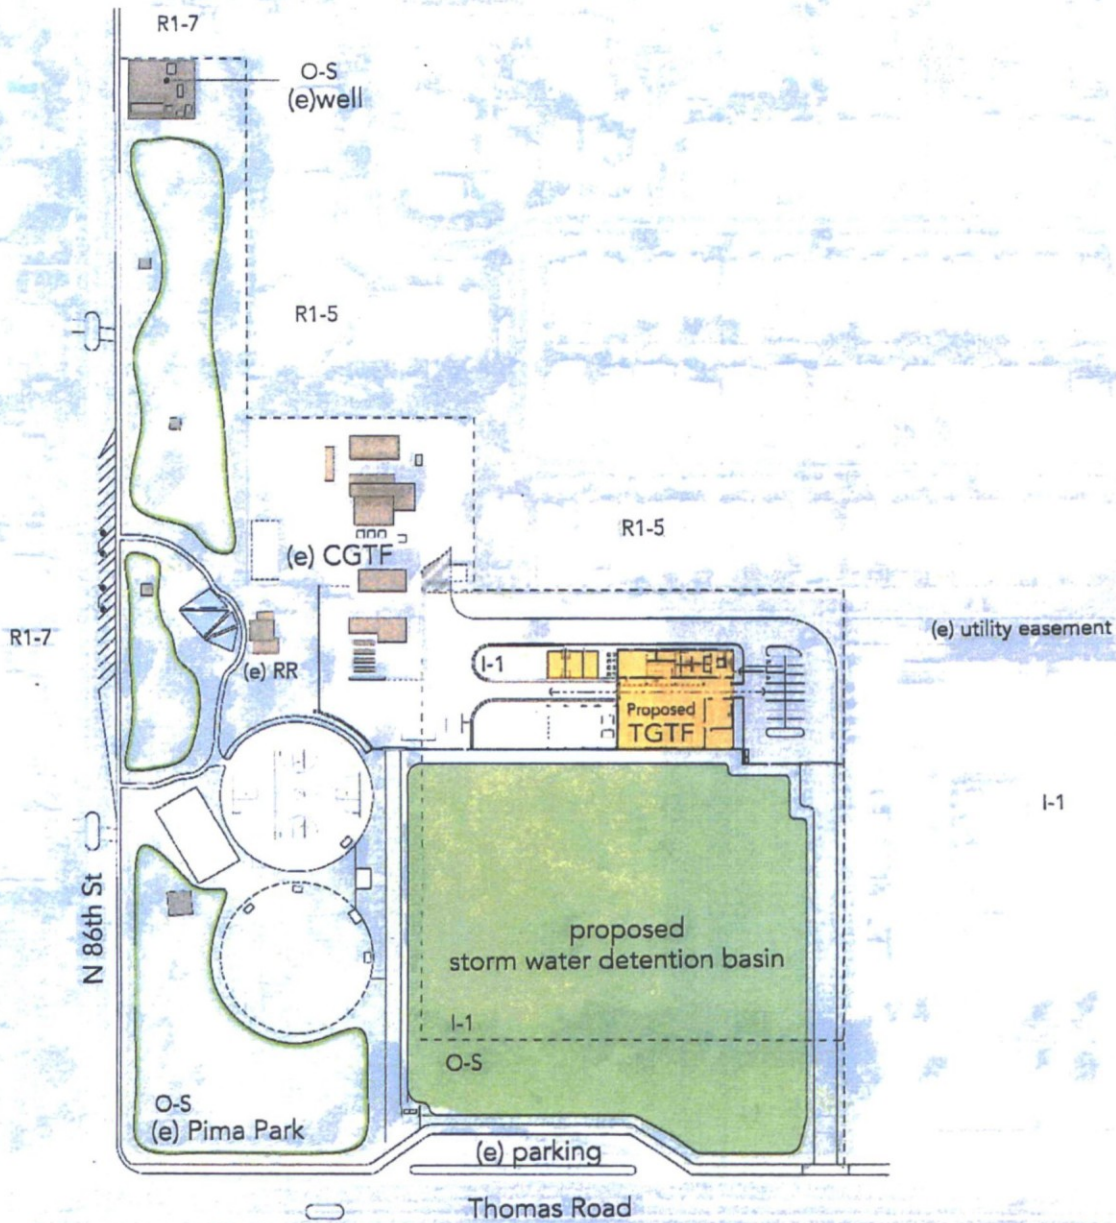 R1-7
O-S
(e)well
R1-5
R1-5
(e) CGTF
R1-7
(e) utility easement
(e) RR
I-1
Proposed
TGTF
I-1
N 86th St
proposed
storm water detention basin
I-1
O-S
O-S
(e) Pima Park
(e) parking
Thomas Road